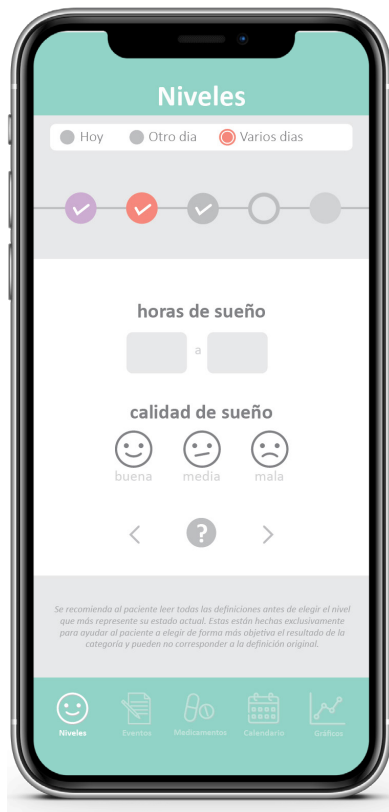 Niveles
Hoy Otro dia Varios dias
horas de sueño
a
calidad de sueño
buena media mala
?
Se recomienda al paciente leer todas las definiciones antes de elegir el nivel
que más represente su estado actual. Estas están hechas exclusivamente
para ayudar al paciente a elegir de forma más objetiva el resultado de la
categoría y pueden no corresponder a la definición original.
Niveles Eventos Medicamentos Calendario Gráficos